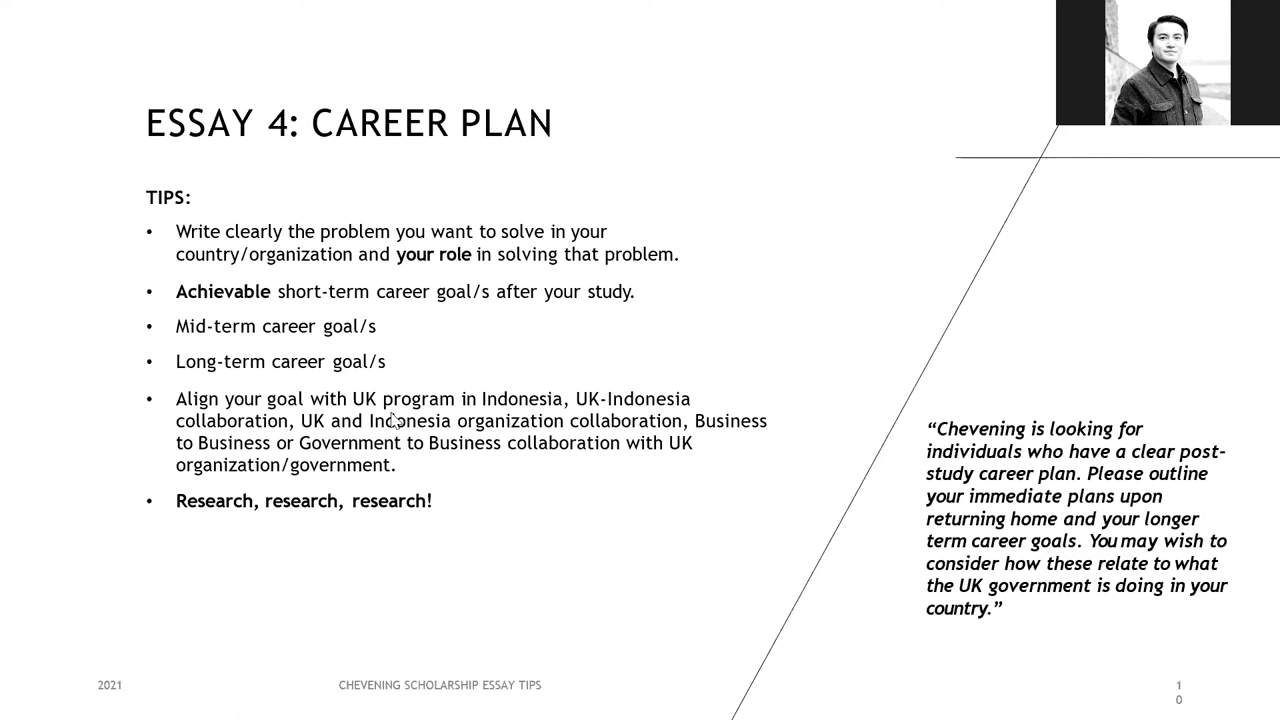 ESSAY 4: CAREER PLAN
TIPS:
• Write clearly the problem you want to solve in your
country/organization and your role in solving that problem.
• Achievable short-term career goal/s after your study.
• Mid-term career goal/s
• Long-term career goal/s
• Align your goal with UK program in Indonesia, UK-Indonesia
collaboration, UK and Indonesia organization collaboration, Business
to Business or Government to Business collaboration with UK
organization/government.
• Research, research, research!
“Chevening is looking for
individuals who have a clear post-
study career plan. Please outline
your immediate plans upon
returning home and your longer
term career goals. You may wish to
consider how these relate to what
the UK government is doing in your
country.”
2021
CHEVENING SCHOLARSHIP ESSAY TIPS
1
0